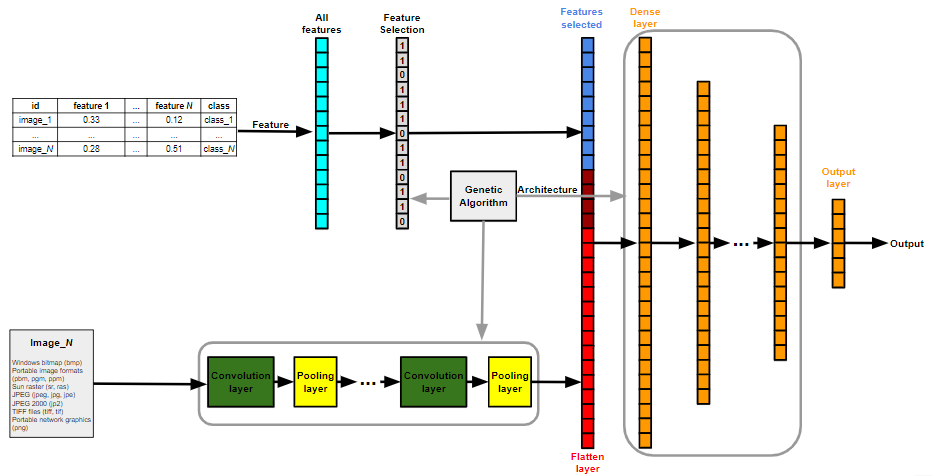 All
features
Feature
Selection
Features
selected
Dense
layer
id feature 1 ... feature N class
image_1 0.33 ... 0.12 class_1
... ... ... ... ...
image_N 0.28 ... 0.51 class_N
Feature
1
1
0
1
1
1
0
1
1
0
1
1
0
Genetic
Algorithm
Architecture
Output
layer
...
Output
Image_N
Windows bitmap (bmp)
Portable image formats
(pbm, pgm, ppm)
Sun raster (sr, ras)
JPEG (jpeg, jpg, jpe)
JPEG 2000 (jp2)
TIFF files (tiff, tif)
Portable network graphics
(png)
Convolution
layer
Pooling
layer
...
Convolution
layer
Pooling
layer
Flatten
layer